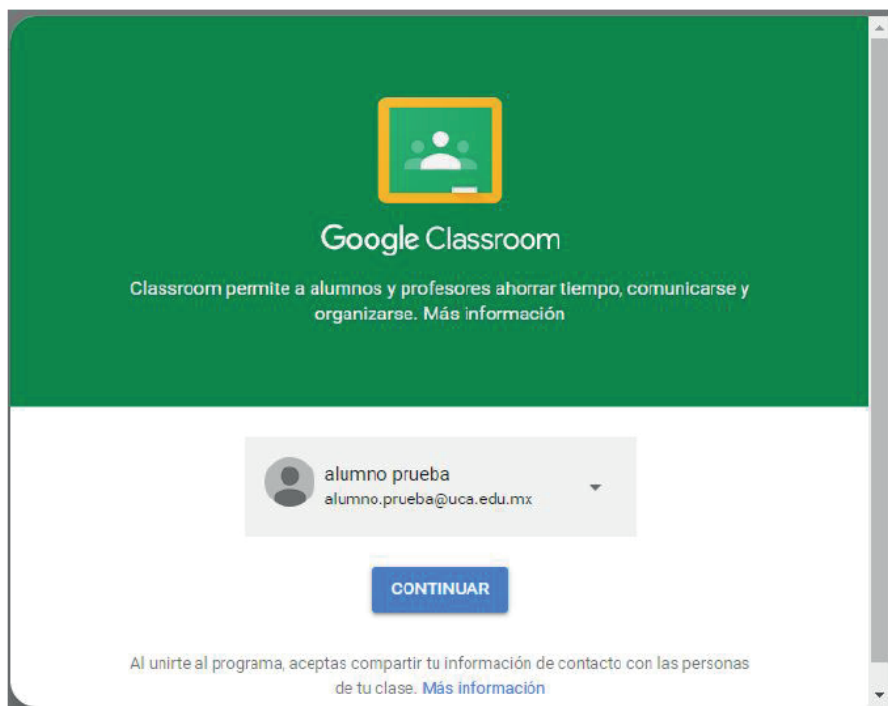 Google Classroom
Classroom permite a alumnos y profesores ahorrar tiempo, comunicarse y
organizarse. Más información
alumno prueba
alumno.prueba@uca.edu.mx
CONTINUAR
Al unirte al programa, aceptas compartir tu información de contacto con las personas
de tu clase. Más información